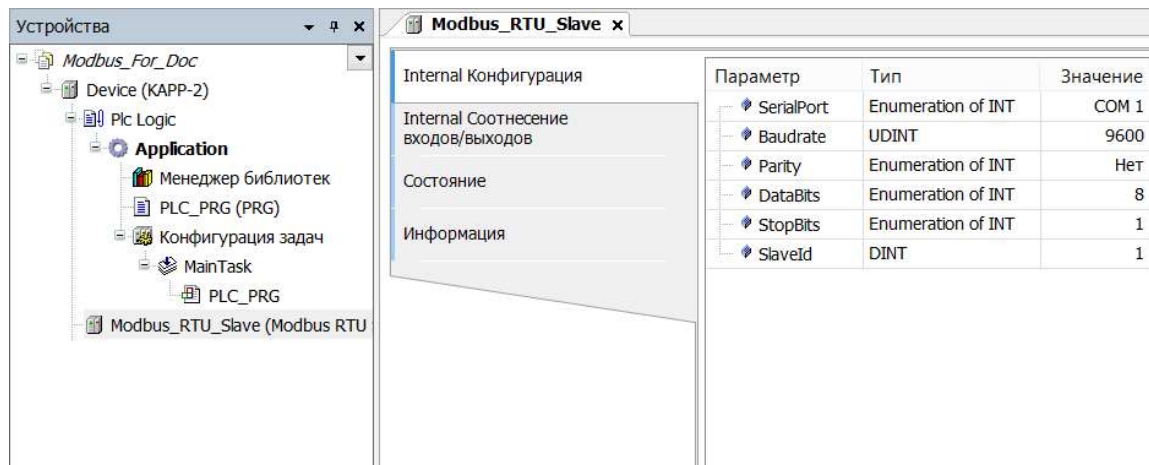 Устройства
Modbus_For_Doc
Device (KAPP-2)
Plc Logic
Application
Менеджер библиотек
PLC_PRG (PRG)
Конфигурация задач
MainTask
PLC_PRG
Modbus_RTU_Slave (Modbus RTU
Modbus_RTU_Slave
Internal Конфигурация
Internal Соотнесение
входов/выходов
Состояние
Информация
Параметр Тип Значение
SerialPort Enumeration of INT COM 1
Baudrate UDINT 9600
Parity Enumeration of INT Нет
DataBits Enumeration of INT 8
StopBits Enumeration of INT 1
SlaveId DINT 1